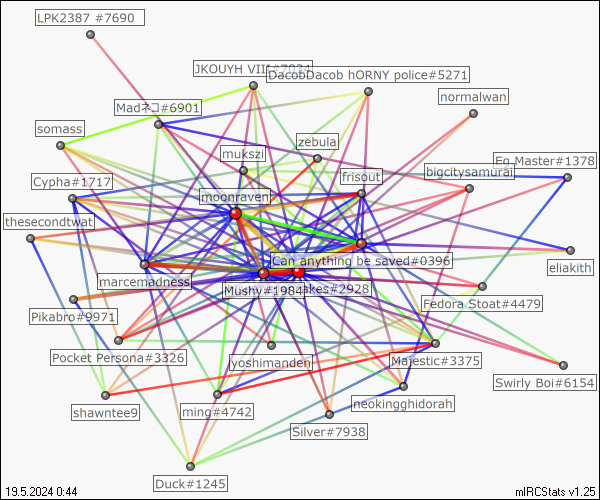 LPK2387 #7690
JKOUYH VIII#7034
DacobDacob hORNY police#5271
normalwan
Madネコ#6901
somass
zebula
mukszi
Eg_Master#1378
bigcitysamurai
frisout
Cypha#1717
moonraven
thesecondtwat
eliakith
Can anything be saved#0396
marcemadness
Mushy#1984
akes#2928
Fedora Stoat#4479
Pikabro#9971
Pocket Persona#3326
lyoshimanden
Majestic#3375
Swirly Boi#6154
shawntee9
ming#4742
neokingghidorah
Silver#7938
Duck#1245
19.5.2024 0:44
mIRCStats v1.25